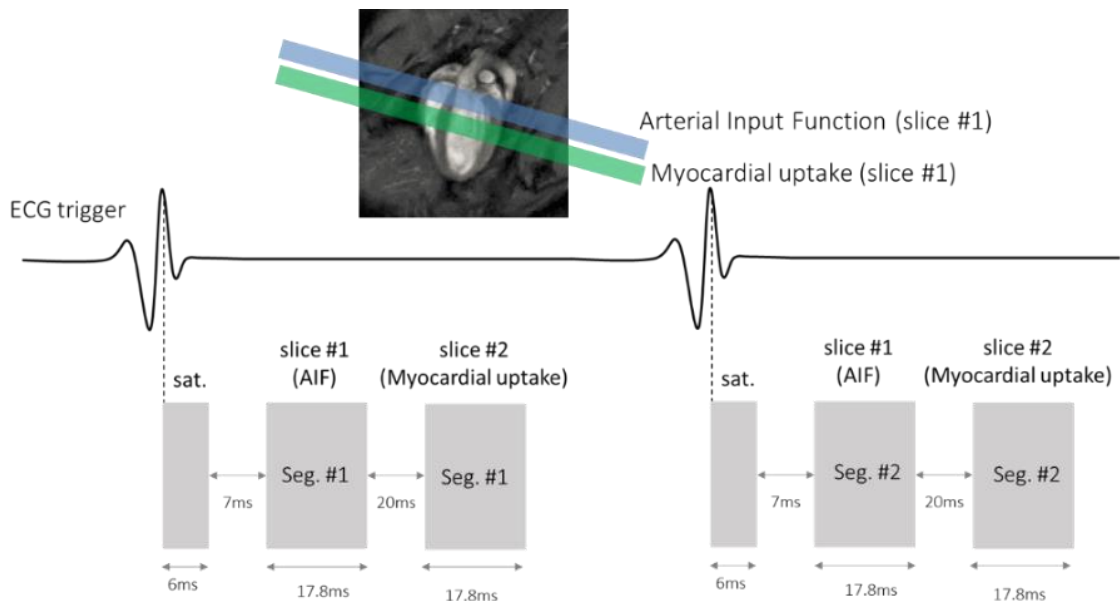 Arterial Input Function (slice #1)
Myocardial uptake (slice #1)
ECG trigger
sat.
slice #1
(AIF)
slice #2
(Myocardial uptake)
sat.
slice #1
(AIF)
slice #2
(Myocardial uptake)
Seg. #1
Seg. #1
Seg. #2
Seg. #2
7ms
20ms
7ms
20ms
6ms
17.8ms
17.8ms
6ms
17.8ms
17.8ms